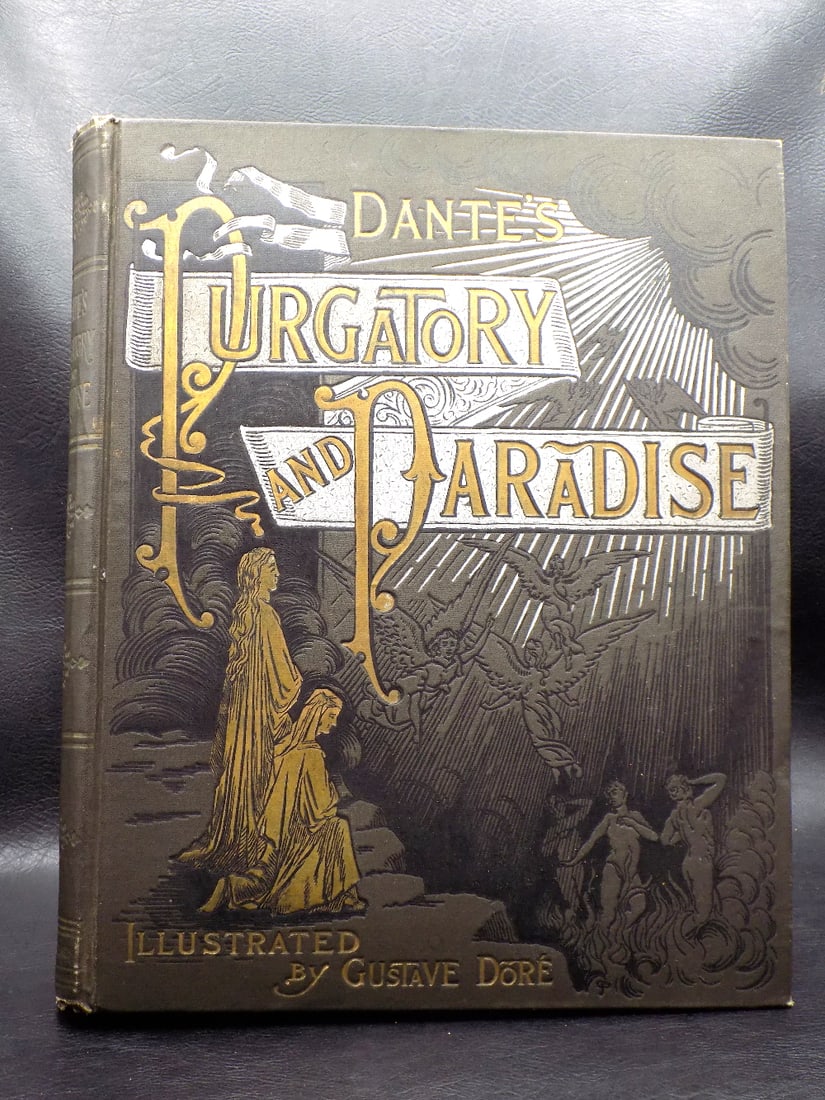 DANTE'S
PURGATORY
AND PARADISE
ILLUSTRATED
BY GUSTAVE DORÉ